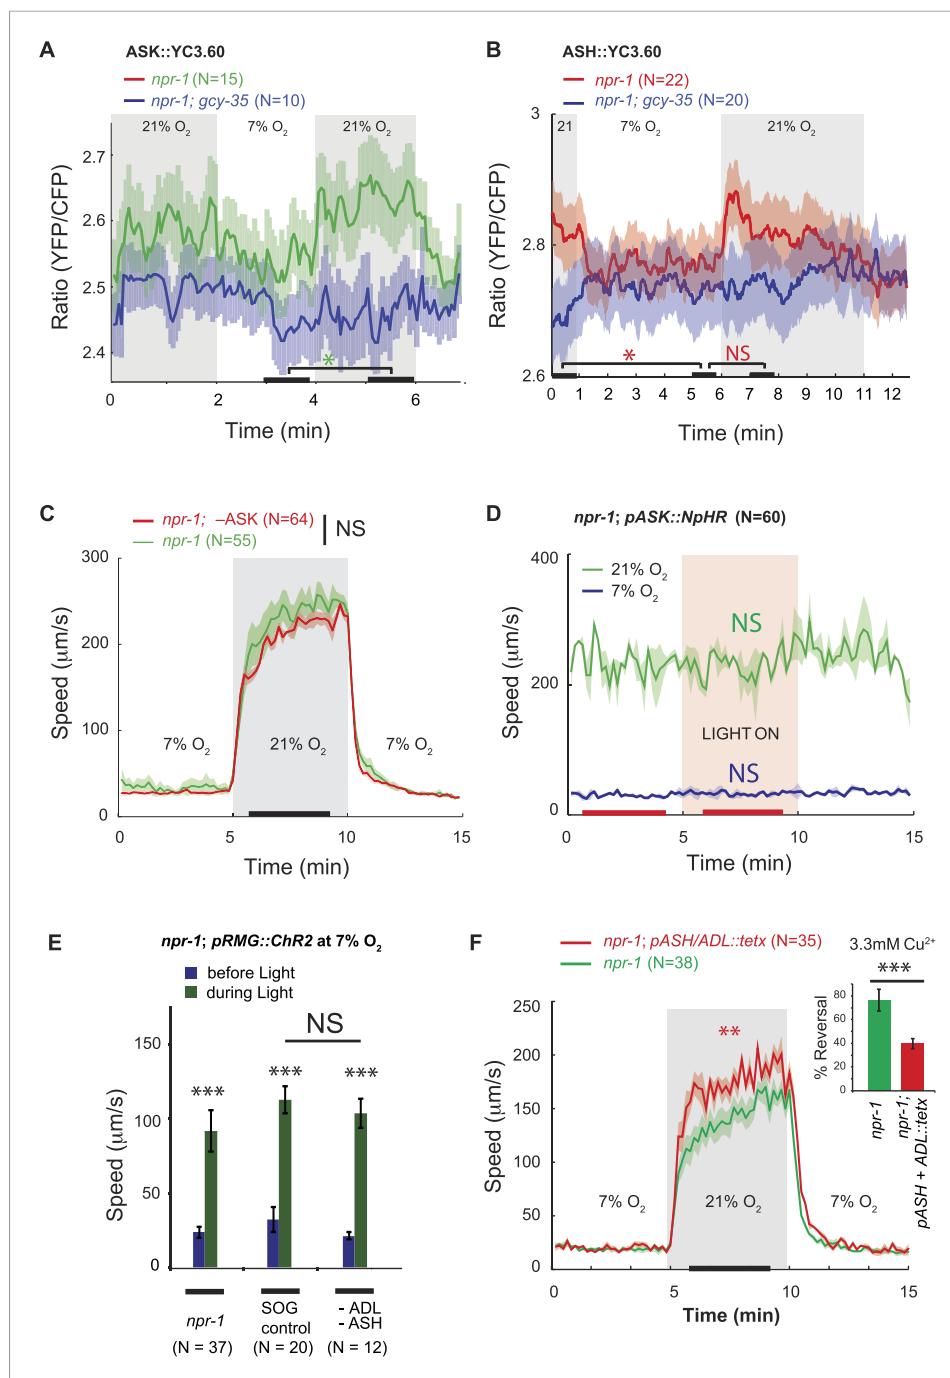 A
ASK::YC3.60
npr-1 (N=15)
npr-1; gcy-35 (N=10)
21% O2
7% O2
21% O2
2.7
2.6
2.5
2.4
Ratio (YFP/CFP)
*
0
2
4
6
Time (min)
B
ASH::YC3.60
npr-1 (N=22)
npr-1; gcy-35 (N=20)
21
7% O2
21% O2
3
2.8
2.6
Ratio (YFP/CFP)
*
NS
0 1 2 3 4 5 6 7 8 9 10 11 12
Time (min)
C
npr-1; –ASK (N=64)
npr-1 (N=55)
NS
300
200
100
0
Speed (µm/s)
7% O2
21% O2
7% O2
0
5
10
15
Time (min)
D
npr-1; pASK::NpHR (N=60)
21% O2
7% O2
400
200
0
Speed (µm/s)
NS
LIGHT ON
NS
0
5
10
15
Time (min)
E
npr-1; pRMG::ChR2 at 7% O2
before Light
during Light
NS
***
***
***
150
100
50
0
Speed (µm/s)
npr-1
(N = 37)
SOG
control
(N = 20)
- ADL
- ASH
(N = 12)
F
npr-1; pASH/ADL::tetx (N=35)
npr-1 (N=38)
250
200
150
100
50
0
Speed (µm/s)
**
7% O2
21% O2
7% O2
0
5
10
15
Time (min)
3.3mM Cu2+
***
80
60
40
20
0
% Reversal
npr-1
npr-1;
pASH + ADL::tetx